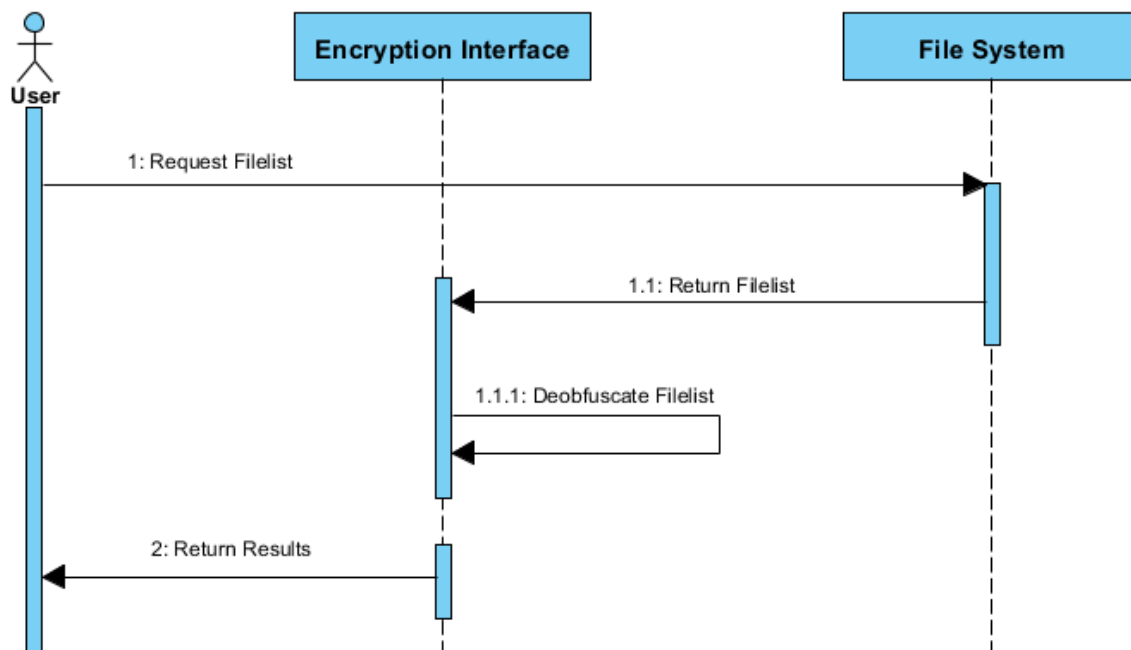 Encryption Interface
File System
User
1: Request Filelist
1.1: Return Filelist
1.1.1: Deobfuscate Filelist
2: Return Results